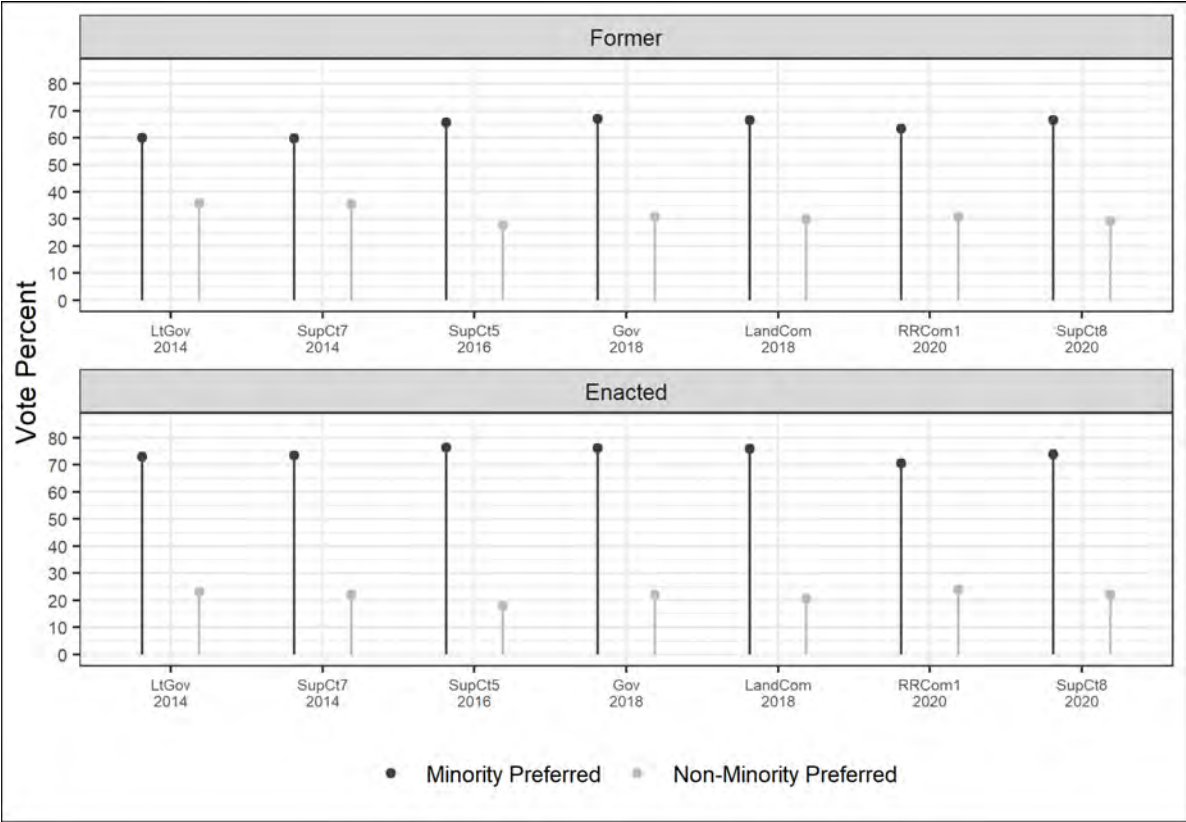 Former
Vote Percent
80
70
60
50
40
30
20
10
0
LtGov SupCt7 SupCt5 Gov LandCom RRCom1 SupCt8
2014 2014 2016 2018 2018 2020 2020
Enacted
80
70
60
50
40
30
20
10
0
LtGov SupCt7 SupCt5 Gov LandCom RRCom1 SupCt8
2014 2014 2016 2018 2018 2020 2020
Minority Preferred Non-Minority Preferred